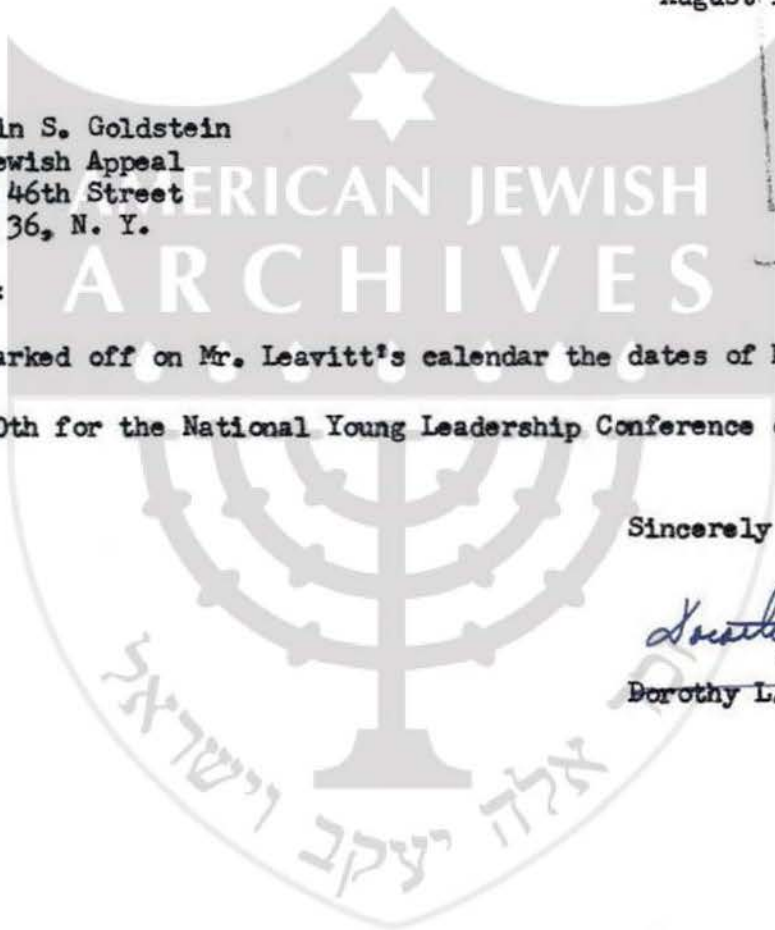 August
in S. Goldstein
ewish Appeal
46th Street
36, N. Y.
AMERICAN JEWISH
ARCHIVES
arked off on Mr. Leavitt's calendar the dates of
0th for the National Young Leadership Conference
Sincerely
Dorothy L.
אלה יעקב וישראל